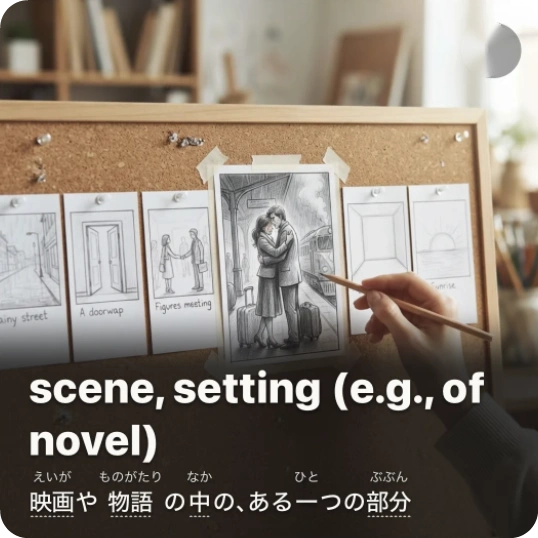 ainy street
A doorwap
Figures meeting
unrise
scene, setting (e.g., of
novel)
えいが ものがたり なか ひと ぶぶん
映画や 物語 の中の、ある一つの部分